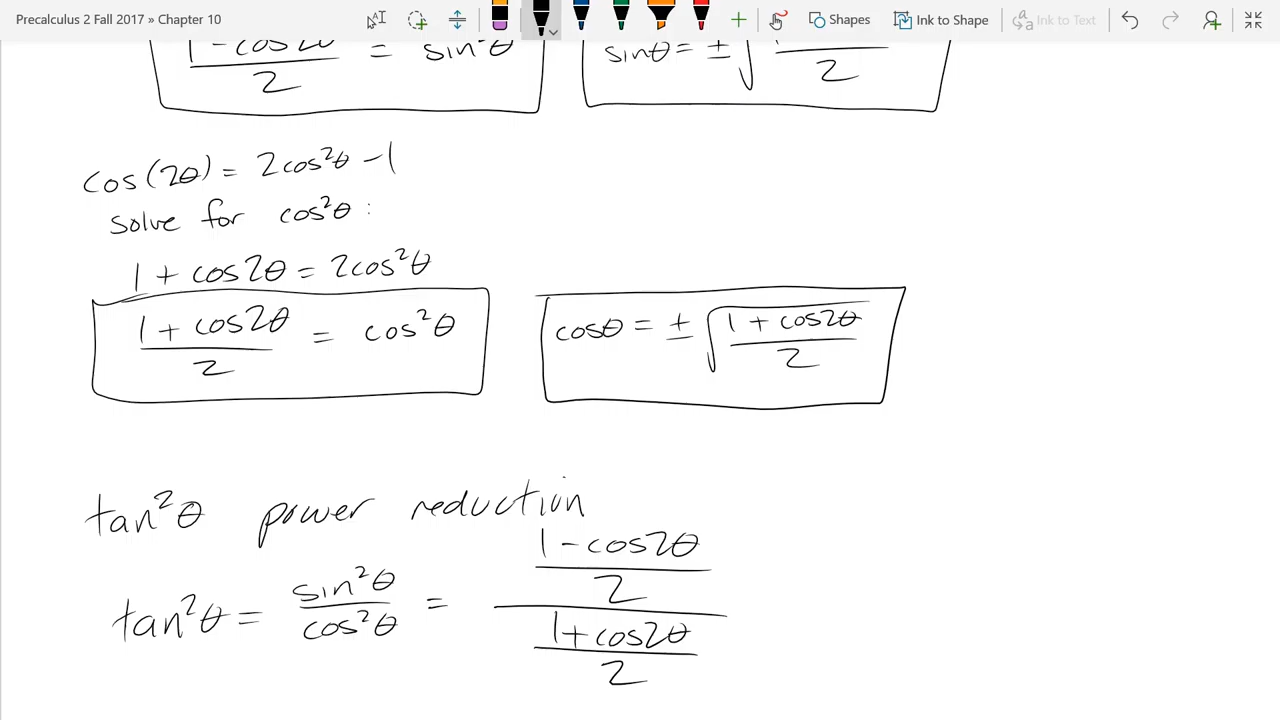 Precalculus 2 Fall 2017 » Chapter 10
Shapes Ink to Shape Ink to Text
1 - cos2θ / 2 = sin²θ
sinθ = ± √ / 2
cos(2θ) = 2cos²θ - 1
solve for cos²θ :
1 + cos2θ = 2cos²θ
(1 + cos2θ)/2 = cos²θ
cosθ = ± √((1 + cos2θ)/2)
tan²θ power reduction
tan²θ = sin²θ/cos²θ = ((1 - cos2θ)/2)/((1 + cos2θ)/2)